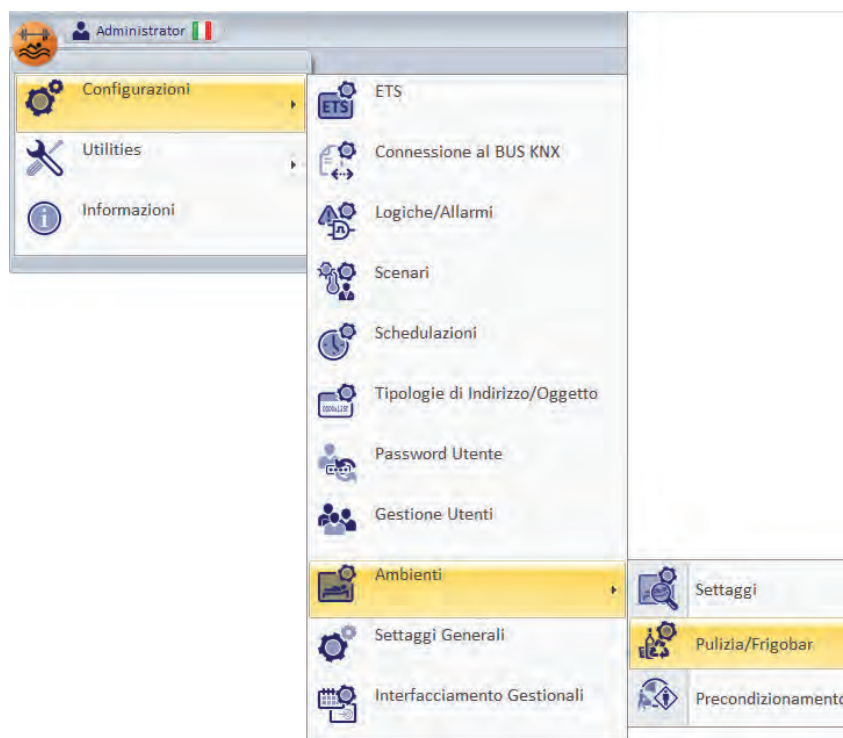 Administrator
Configurazioni
Utilities
Informazioni
ETS
ETS
Connessione al BUS KNX
Logiche/Allarmi
Scenari
Schedulazioni
Tipologie di Indirizzo/Oggetto
Password Utente
Gestione Utenti
Ambienti
Settaggi Generali
Interfacciamento Gestionali
Settaggi
Pulizia/Frigobar
Precondizionamento